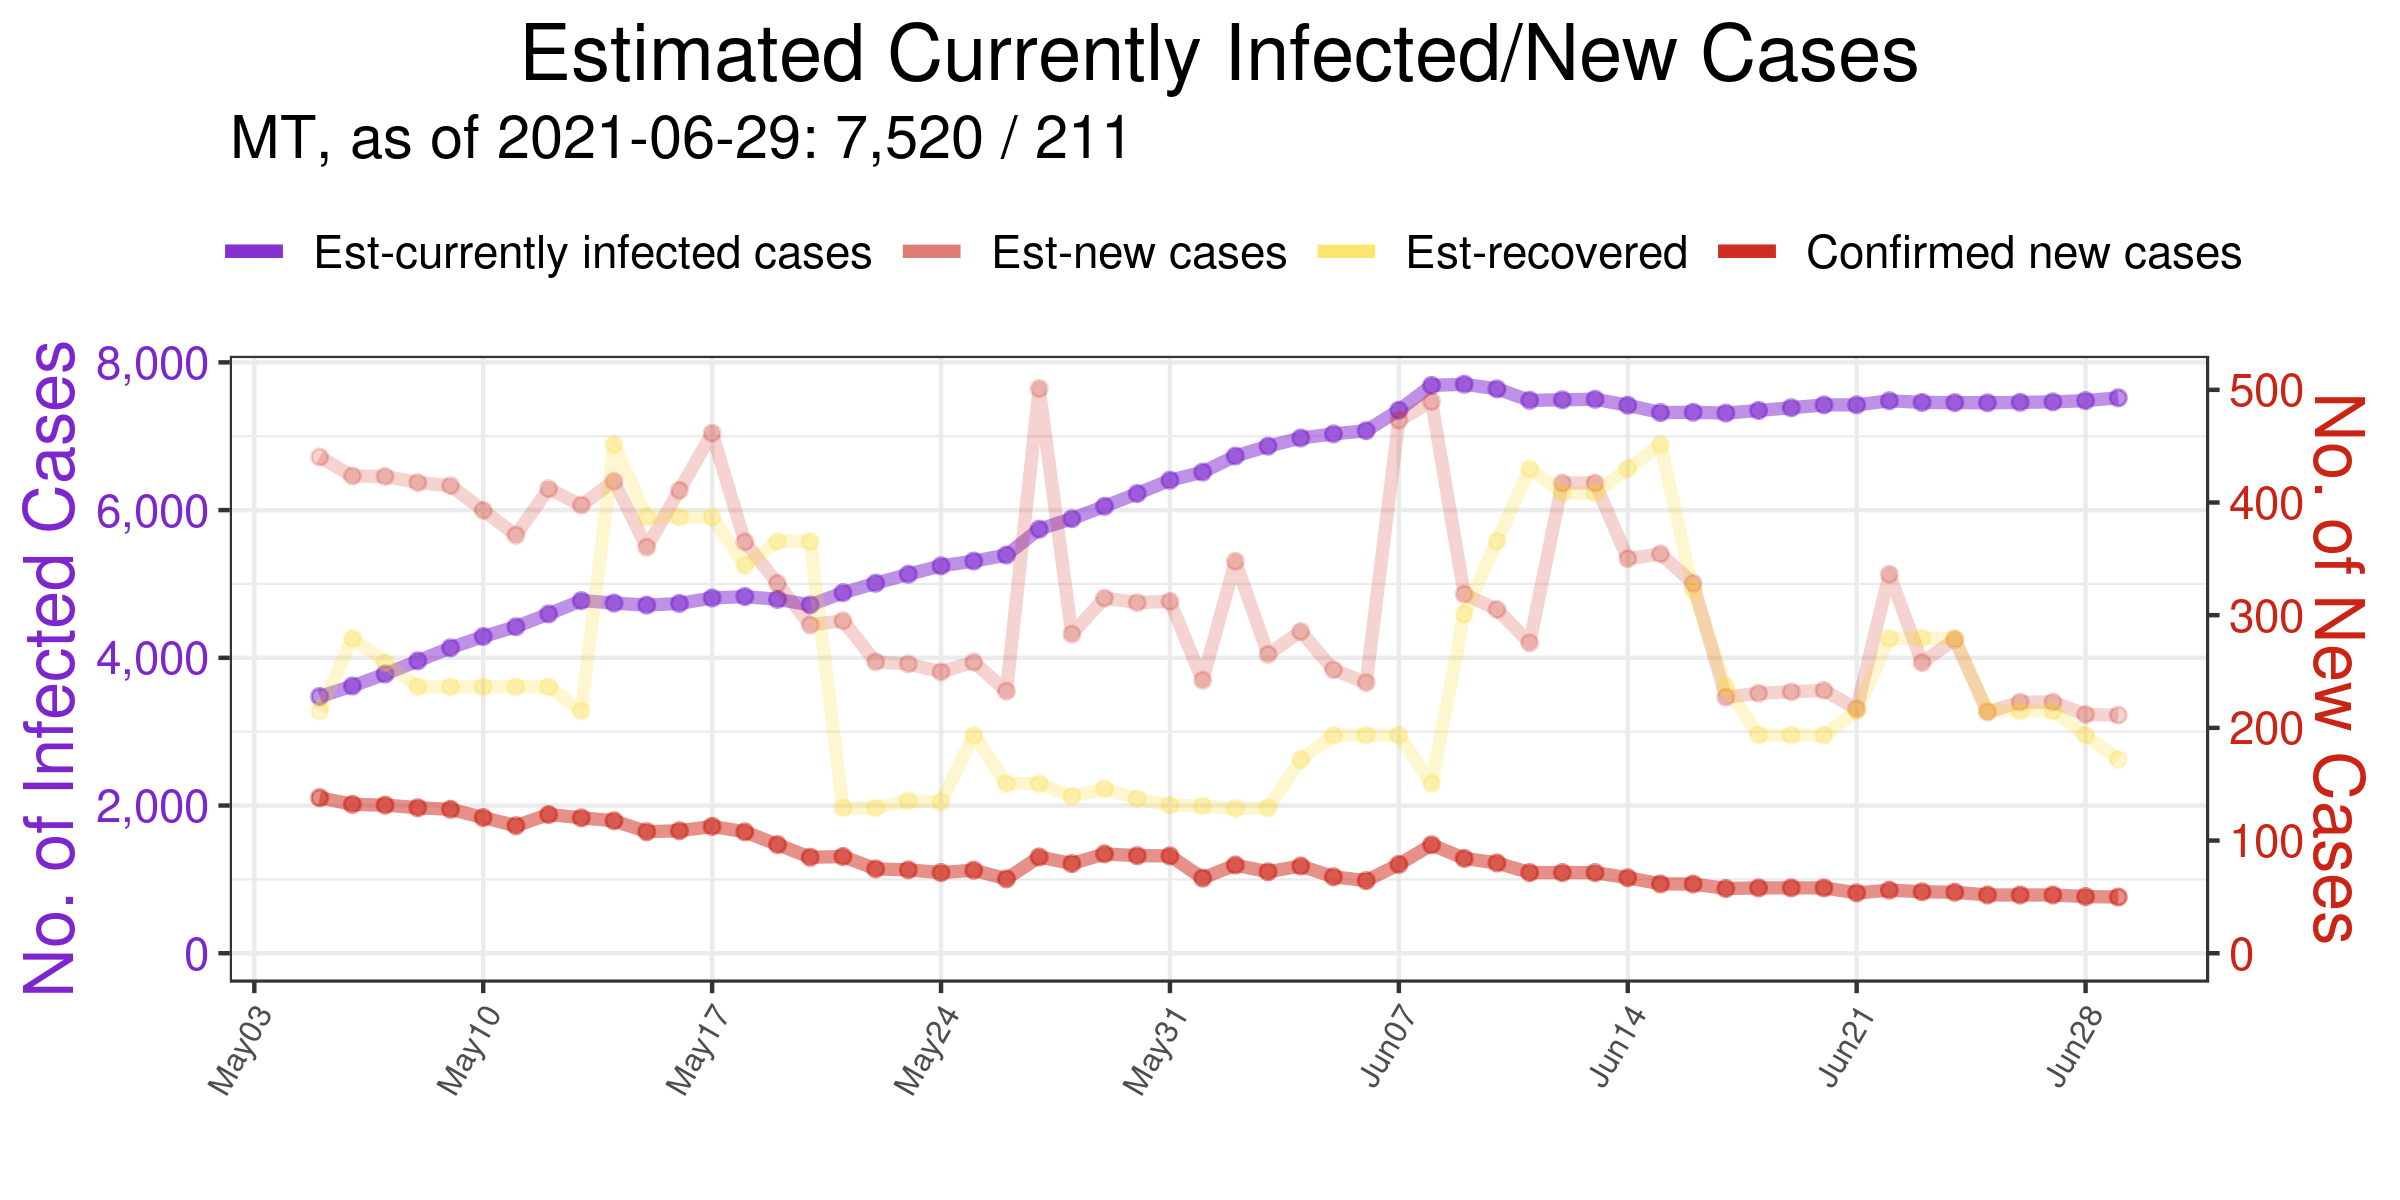 Estimated Currently Infected/New Cases
MT, as of 2021-06-29: 7,520 / 211
Est-currently infected cases Est-new cases Est-recovered Confirmed new cases
No. of Infected Cases
8,000
6,000
4,000
2,000
0
500
400
300
200
100
0
No. of New Cases
May03 May10 May17 May24 May31 Jun07 Jun14 Jun21 Jun28